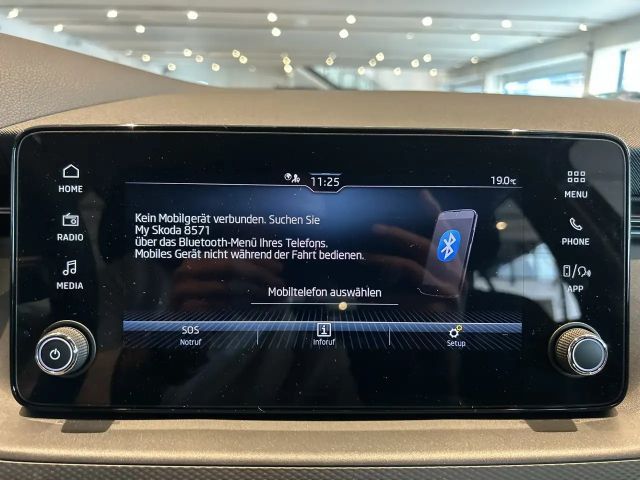 11:25
19.0°C
HOME
RADIO
MEDIA
MENU
PHONE
APP
Kein Mobilgerät verbunden. Suchen Sie
My Skoda 8571
über das Bluetooth-Menü Ihres Telefons.
Mobiles Gerät nicht während der Fahrt bedienen.
Mobiltelefon auswählen
SOS
Notruf
Inforuf
Setup